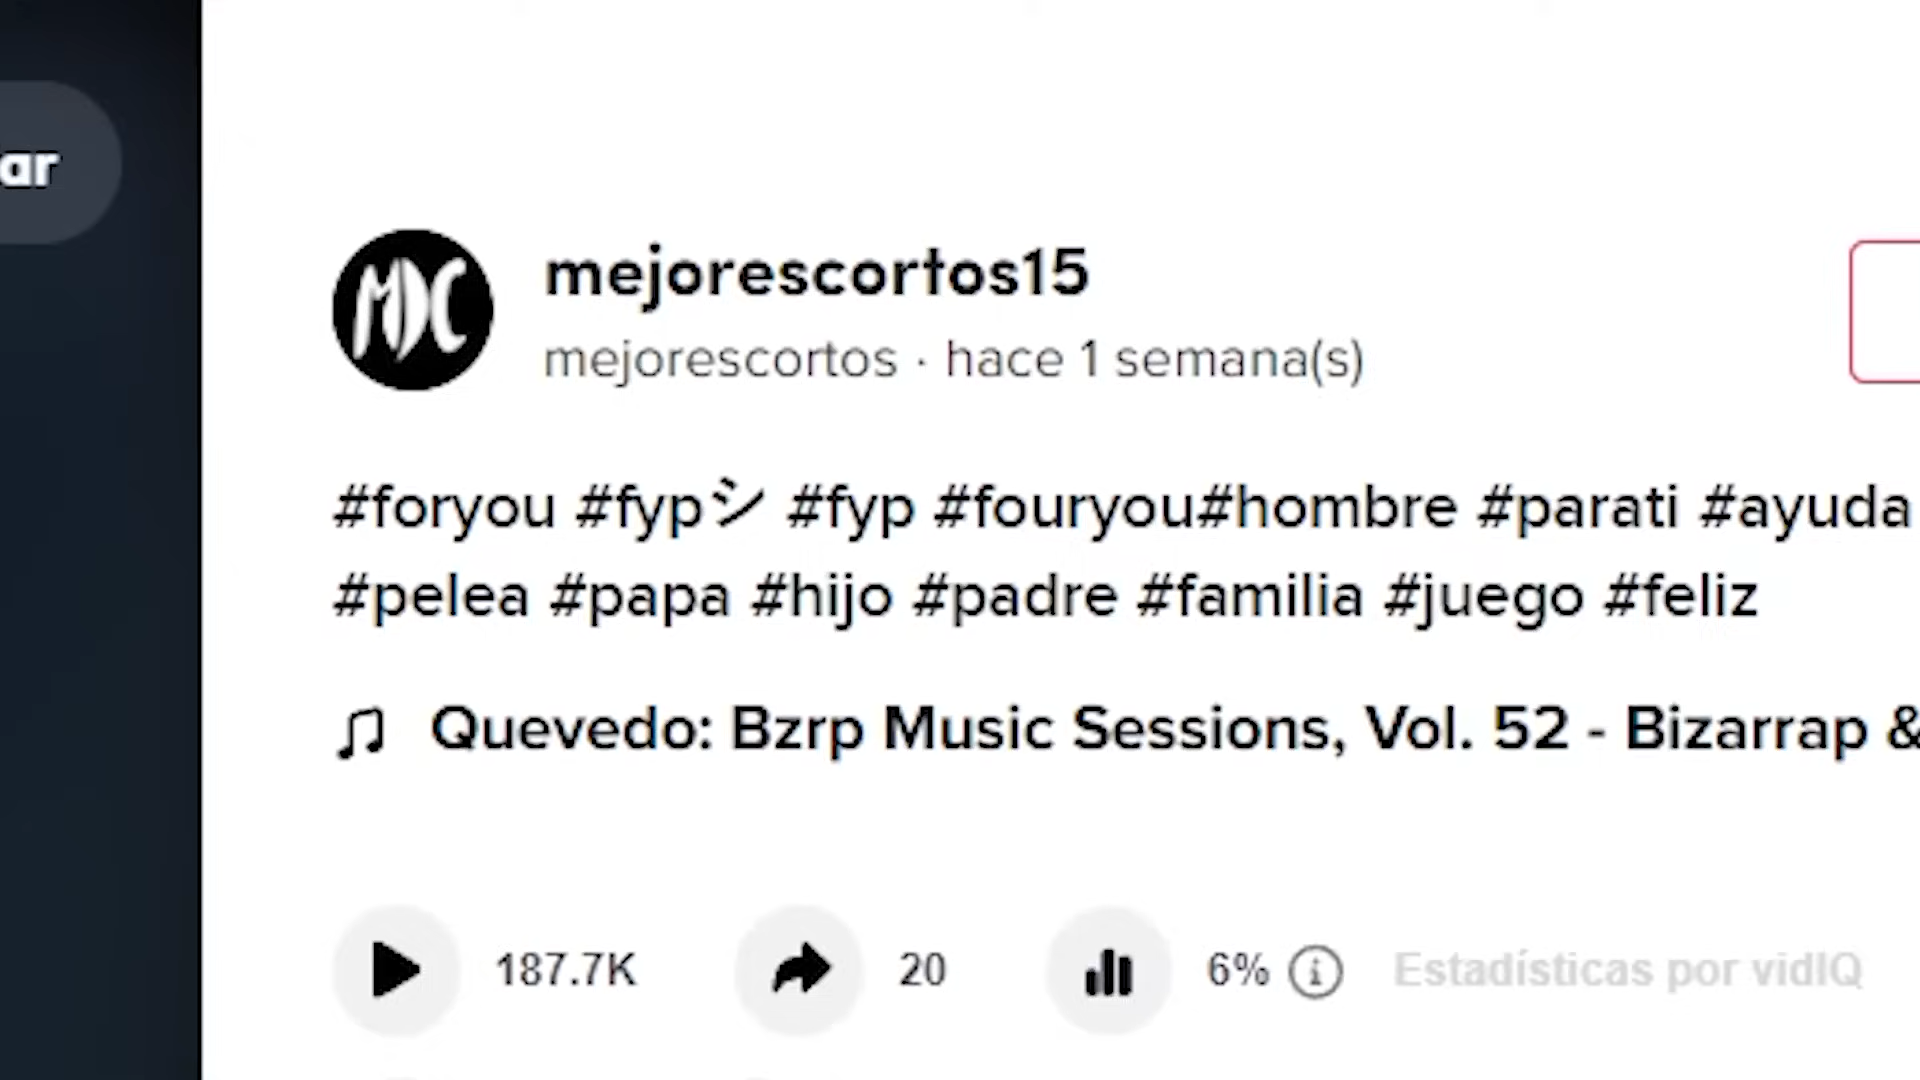 ar
MDC
mejorescortos15
mejorescortos · hace 1 semana(s)
#foryou #fypシ #fyp #fouryou#hombre #parati #ayuda
#pelea #papa #hijo #padre #familia #juego #feliz
Quevedo: Bzrp Music Sessions, Vol. 52 - Bizarrap &
187.7K 20 6% Estadísticas por vidIQ